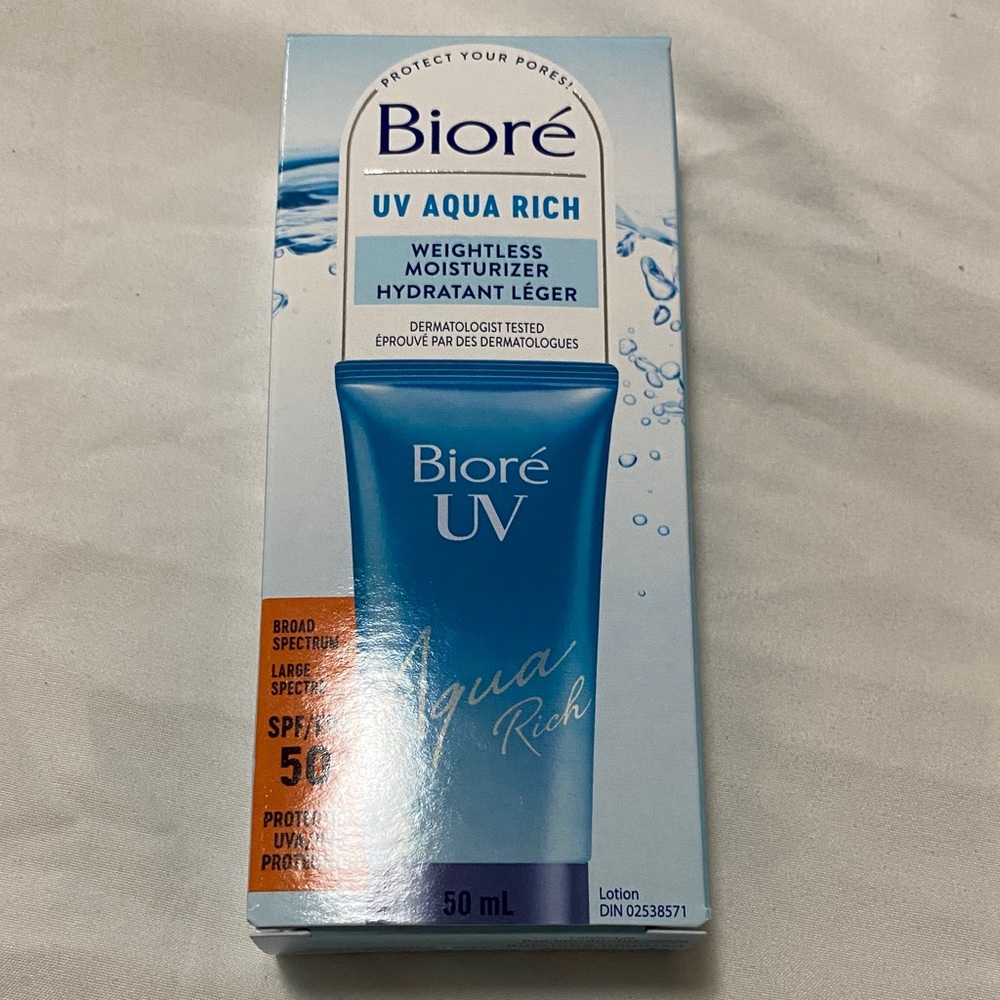 PROTECT YOUR PORES!
Bioré
UV AQUA RICH
WEIGHTLESS
MOISTURIZER
HYDRATANT LÉGER
DERMATOLOGIST TESTED
ÉPROUVÉ PAR DES DERMATOLOGUES
Bioré
UV
Aqua
Rich
BROAD
SPECTRUM
LARGE
50
50 mL
Lotion
DIN 02538571